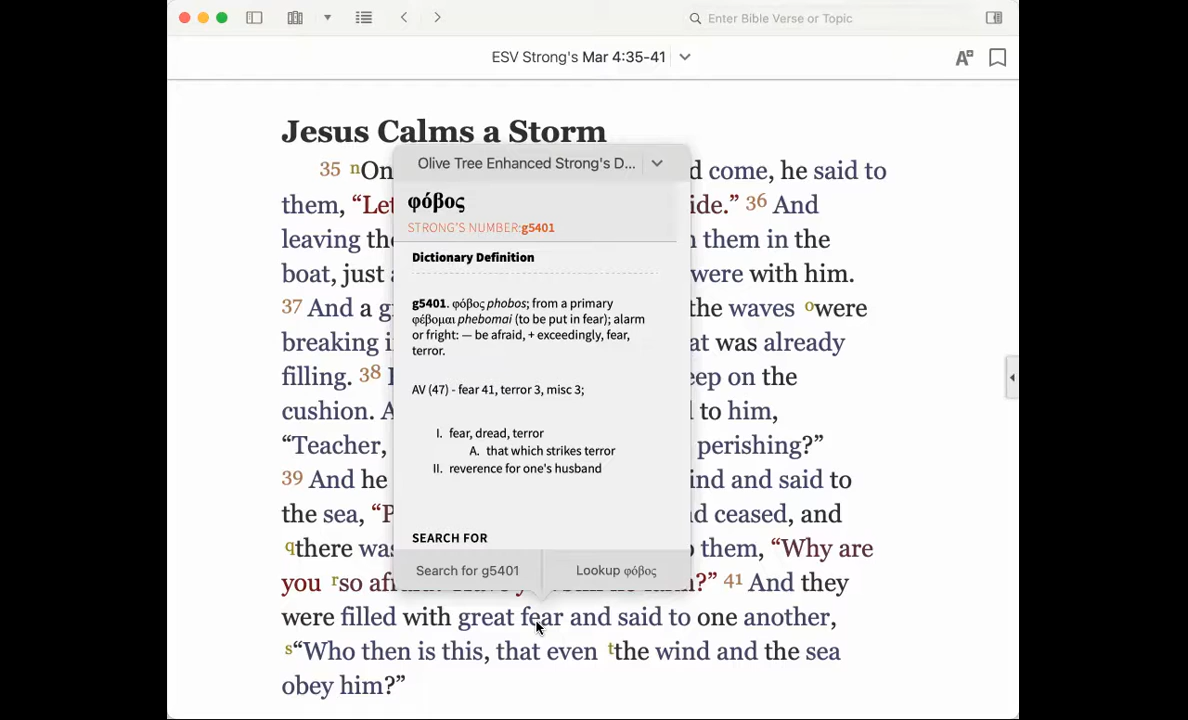 Enter Bible Verse or Topic
ESV Strong's Mar 4:35-41
Jesus Calms a Storm
35 nOn d come, he said to
them, “Let ide.” 36 And
leaving the n them in the
boat, just were with him.
37 And a g the waves owere
breaking i at was already
filling. 38 eep on the
cushion. A to him,
“Teacher, perishing?”
39 And he ind and said to
the sea, “P d ceased, and
qthere was them, “Why are
you rso af ?” 41 And they
were filled with great fear and said to one another,
s“Who then is this, that even tthe wind and the sea
obey him?”
Olive Tree Enhanced Strong's D...
φόβος
STRONG'S NUMBER:g5401
Dictionary Definition
g5401. φόβος phobos; from a primary
φέβομαι phebomai (to be put in fear); alarm
or fright: — be afraid, + exceedingly, fear,
terror.
AV (47) - fear 41, terror 3, misc 3;
I. fear, dread, terror
A. that which strikes terror
II. reverence for one's husband
SEARCH FOR
Search for g5401
Lookup φόβος